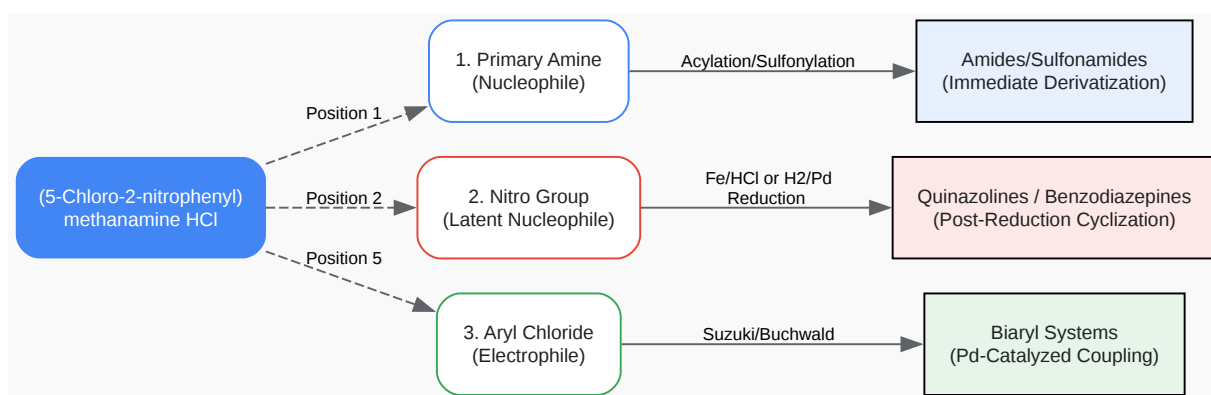 (5-Chloro-2-nitrophenyl)
methanamine HCl
Position 1
Position 2
Position 5
1. Primary Amine
(Nucleophile)
Acylation/Sulfonylation
Amides/Sulfonamides
(Immediate Derivatization)
2. Nitro Group
(Latent Nucleophile)
Fe/HCl or H2/Pd
Reduction
Quinazolines / Benzodiazepines
(Post-Reduction Cyclization)
3. Aryl Chloride
(Electrophile)
Suzuki/Buchwald
Biaryl Systems
(Pd-Catalyzed Coupling)